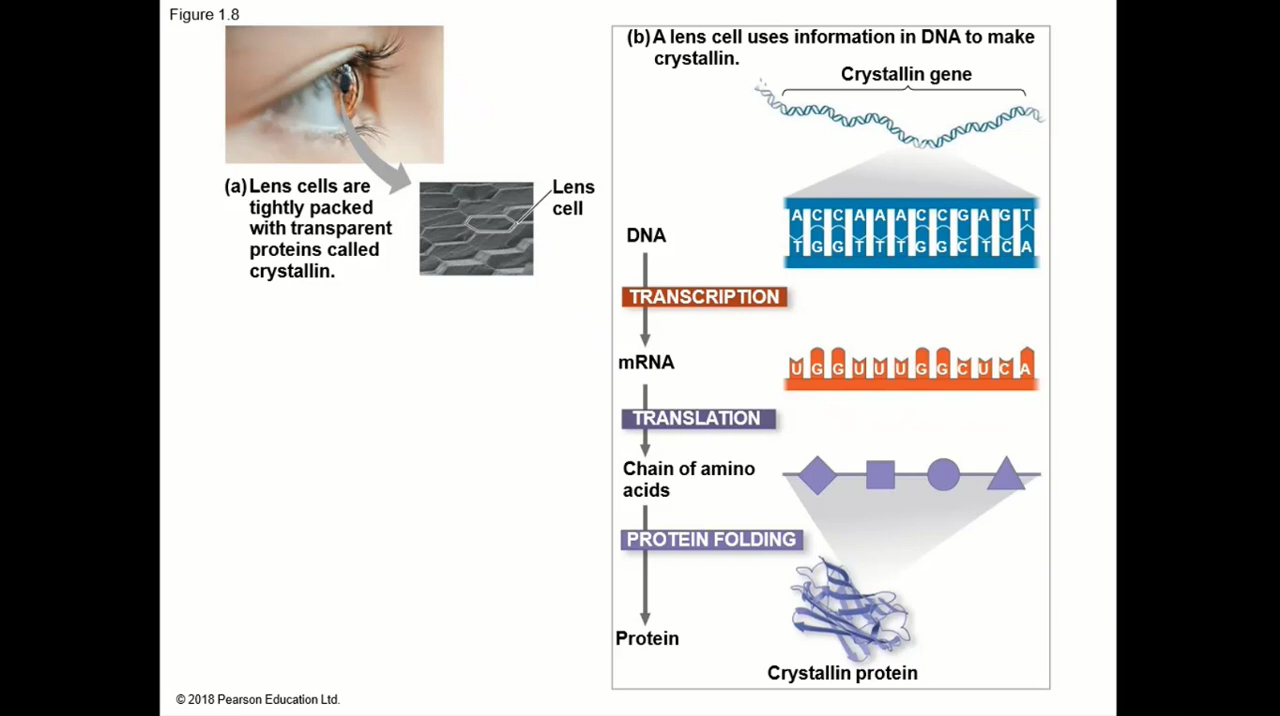 Figure 1.8
(a) Lens cells are
tightly packed
with transparent
proteins called
crystallin.
Lens
cell
(b) A lens cell uses information in DNA to make
crystallin.
Crystallin gene
A C C A A A C C G A G T
T G G T T T G G C T C A
DNA
TRANSCRIPTION
mRNA
U G G U U U G G C U C A
TRANSLATION
Chain of amino
acids
PROTEIN FOLDING
Protein
Crystallin protein
© 2018 Pearson Education Ltd.